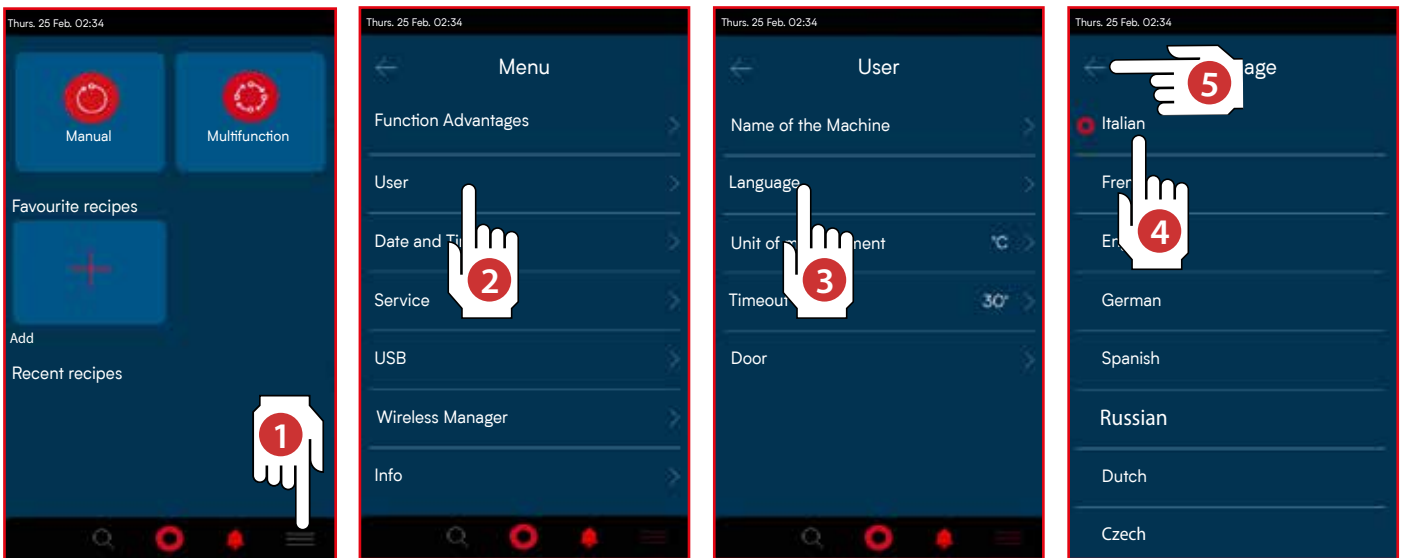 Thurs. 25 Feb. 02:34
Manual
Multifunction
Favourite recipes
Add
Recent recipes
1
Thurs. 25 Feb. 02:34
Menu
Function Advantages
User
Date and Ti
2
Service
USB
Wireless Manager
Info
Thurs. 25 Feb. 02:34
User
Name of the Machine
Language
Unit of m ment °C
3
Timeout 30"
Door
Thurs. 25 Feb. 02:34
5
age
Italian
Fren
4
En
German
Spanish
Russian
Dutch
Czech